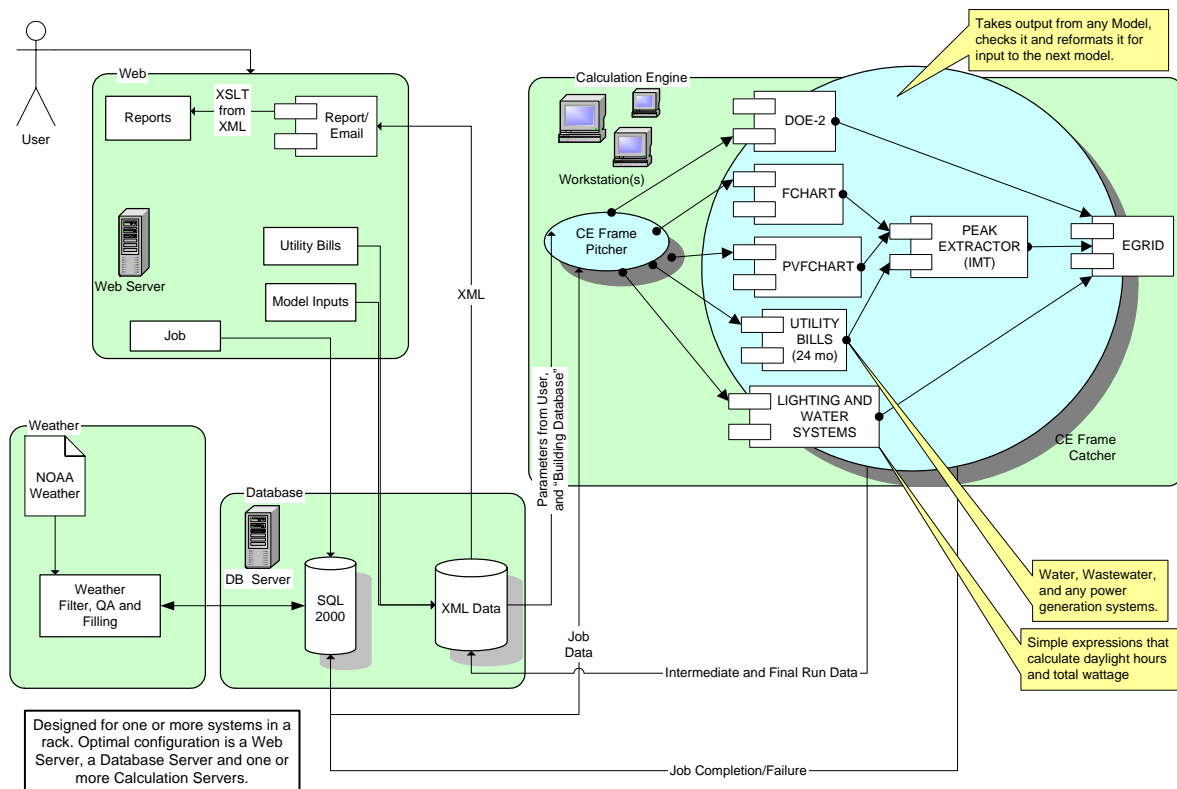 Takes output from any Model,
checks it and reformats it for
input to the next model.
User
Web
Reports
XSLT
from
XML
Report/
Email
Utility Bills
Web Server
Model Inputs
Job
XML
Calculation Engine
Workstation(s)
CE Frame
Pitcher
DOE-2
FCHART
PVFCHART
UTILITY
BILLS
(24 mo)
LIGHTING AND
WATER
SYSTEMS
PEAK
EXTRACTOR
(IMT)
EGRID
CE Frame
Catcher
Parameters from User,
and “Building Database”
Weather
NOAA
Weather
Weather
Filter, QA and
Filling
Database
DB Server
SQL
2000
XML Data
Job
Data
Intermediate and Final Run Data
Job Completion/Failure
Water, Wastewater,
and any power
generation systems.
Simple expressions that
calculate daylight hours
and total wattage
Designed for one or more systems in a
rack. Optimal configuration is a Web
Server, a Database Server and one or
more Calculation Servers.